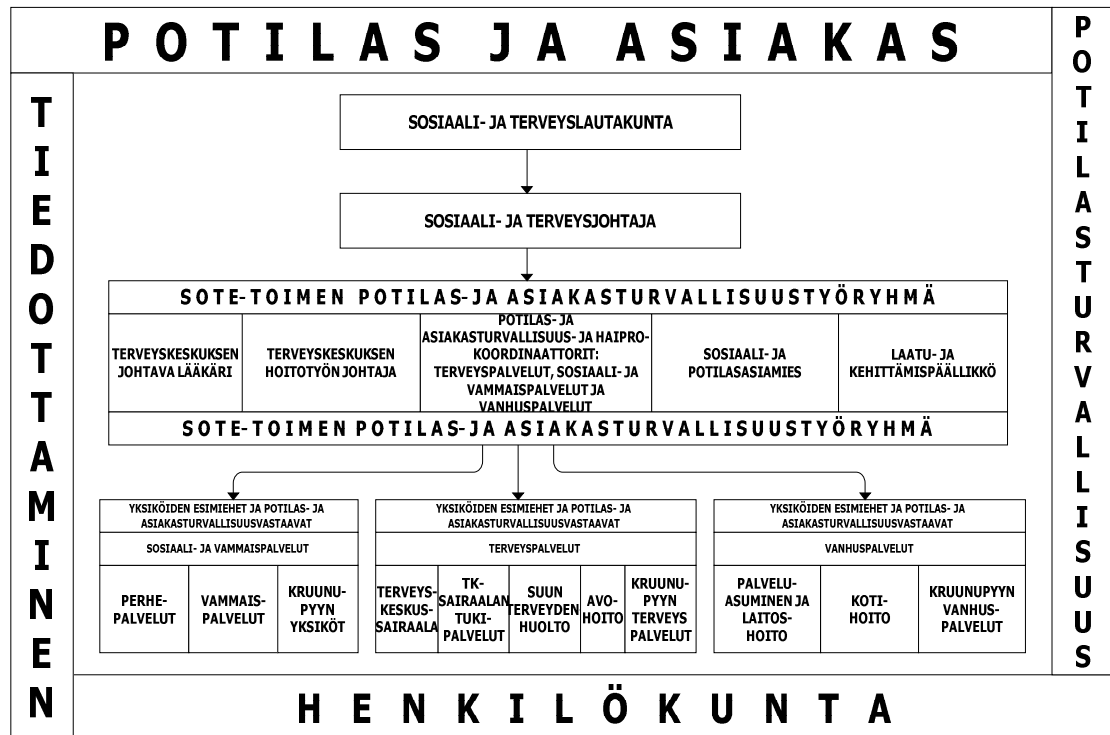 POTILAS JA ASIAKAS
POTILASTURVALLISUUS
TIEDOTTAMINEN
SOSIAALI- JA TERVEYSLAUTAKUNTA
SOSIAALI- JA TERVEYSJOHTAJA
SOTE-TOIMEN POTILAS-JA ASIAKASTURVALLISUUSTYÖRYHMÄ
TERVEYSKESKUKSEN
JOHTAVA LÄÄKÄRI
TERVEYSKESKUKSEN
HOITOTYÖN JOHTAJA
POTILAS- JA
ASIAKASTURVALLISUUS- JA HAIPRO-
KOORDINAATTORIT:
TERVEYSPALVELUT, SOSIAALI- JA
VAMMAISPALVELUT JA
VANHUSPALVELUT
SOSIAALI- JA
POTILASASIAMIES
LAATU- JA
KEHITTÄMISPÄÄLLIKKÖ
SOTE-TOIMEN POTILAS-JA ASIAKASTURVALLISUUSTYÖRYHMÄ
YKSIKÖIDEN ESIMIEHET JA POTILAS- JA
ASIAKASTURVALLISUUSVASTAAVAT
SOSIAALI- JA VAMMAISPALVELUT
PERHE-
PALVELUT
VAMMAIS-
PALVELUT
KRUUNU-
PYYN
YKSIKÖT
YKSIKÖIDEN ESIMIEHET JA POTILAS- JA
ASIAKASTURVALLISUUSVASTAAVAT
TERVEYSPALVELUT
TERVEYS-
KESKUS-
SAIRAALA
TK-
SAIRAALAN
TUKI-
PALVELUT
SUUN
TERVEYDEN
HUOLTO
AVO-
HOITO
KRUUNU-
PYYN
TERVEYS
PALVELUT
YKSIKÖIDEN ESIMIEHET JA POTILAS- JA
ASIAKASTURVALLISUUSVASTAAVAT
VANHUSPALVELUT
PALVELU-
ASUMINEN JA
LAITOS-
HOITO
KOTI-
HOITO
KRUUNUPYYN
VANHUS-
PALVELUT
HENKILÖKUNTA